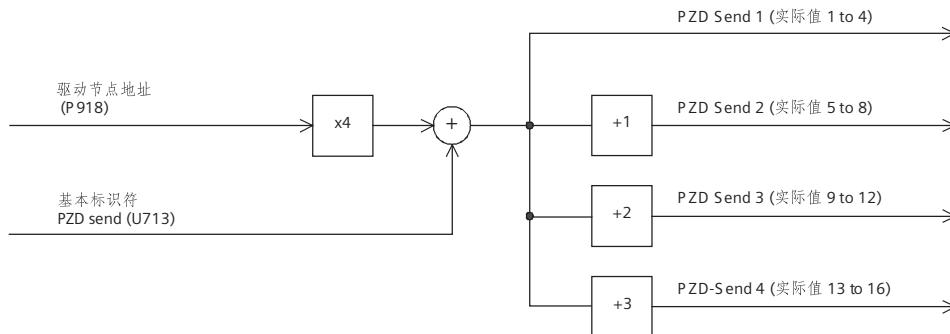 PZD Send 1 (实际值 1 to 4)
驱动节点地址
(P918)
x4
+
+1
PZD Send 2 (实际值 5 to 8)
基本标识符
PZD send (U713)
+2
PZD Send 3 (实际值 9 to 12)
+3
PZD-Send 4 (实际值 13 to 16)